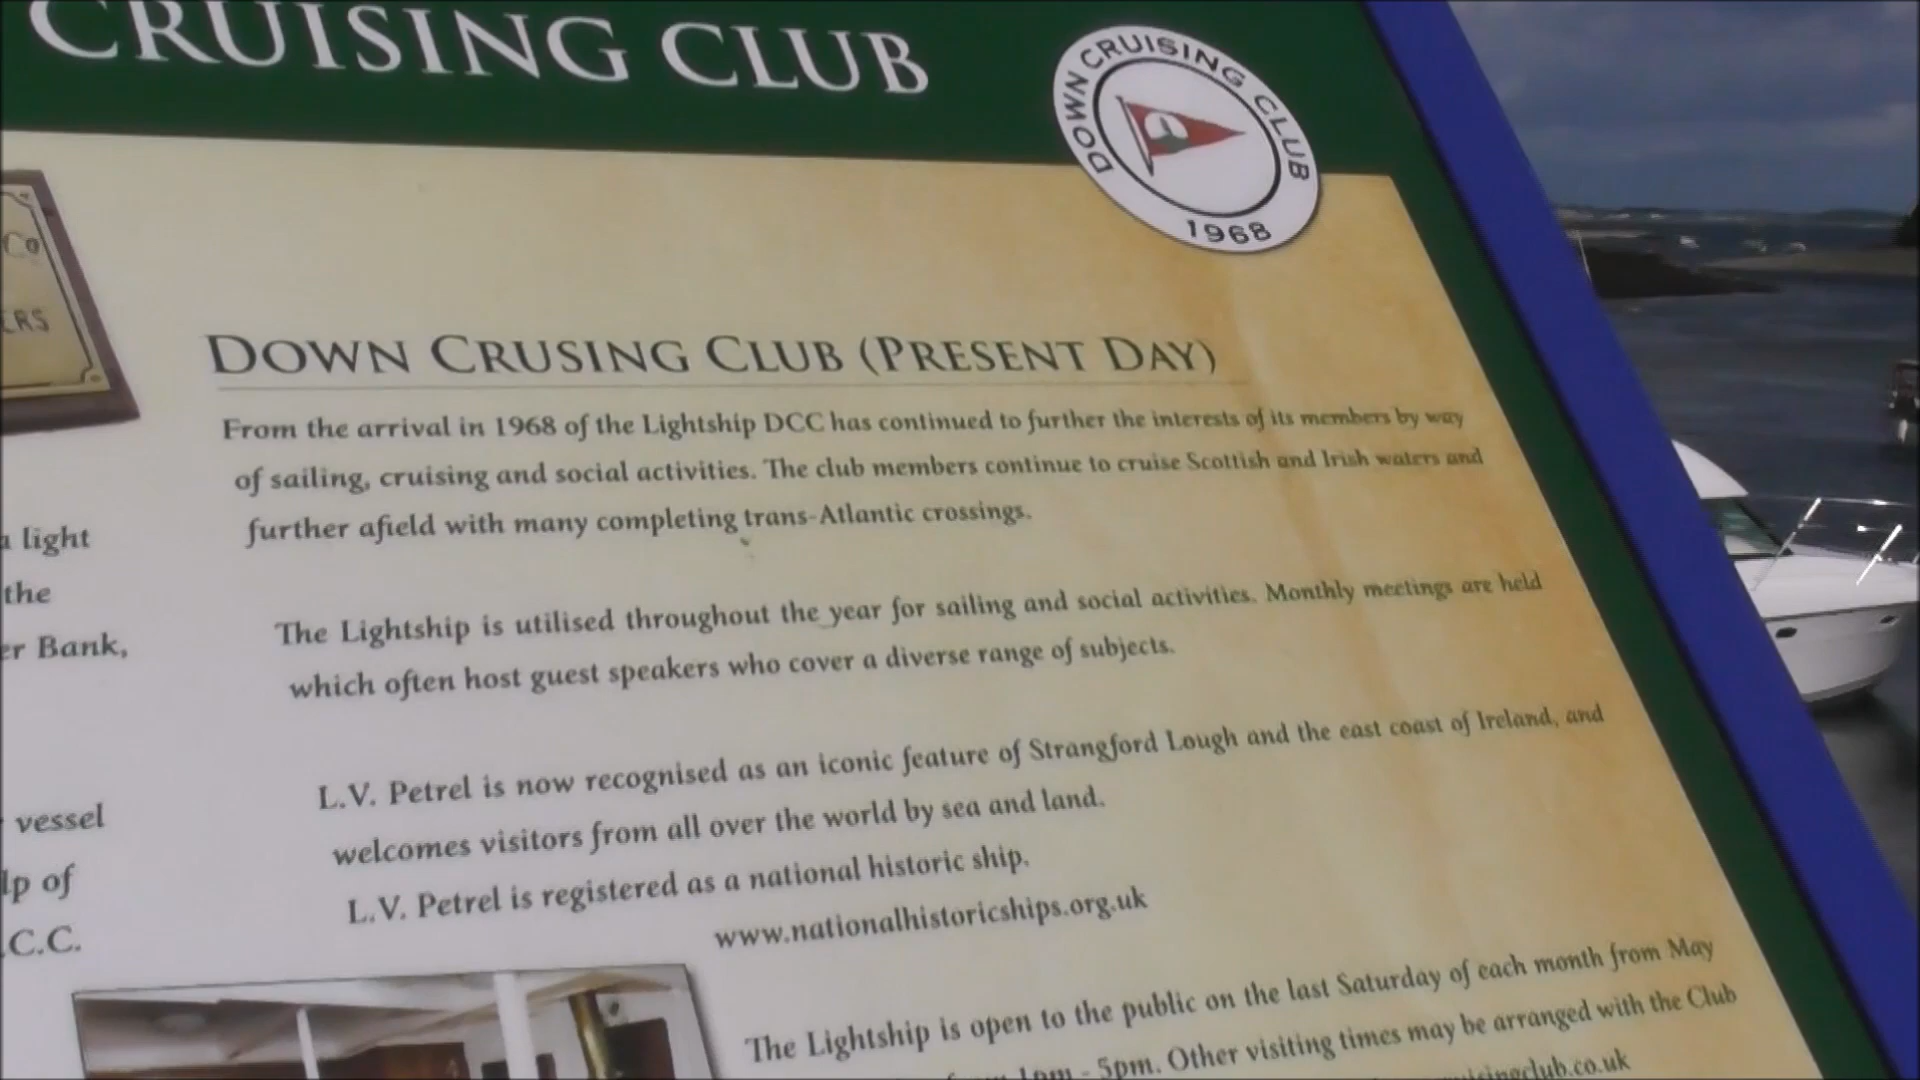 CRUISING CLUB
DOWN CRUISING CLUB
1968
Co
ERS
DOWN CRUSING CLUB (PRESENT DAY)
From the arrival in 1968 of the Lightship DCC has continued to further the interests of its members by way
of sailing, cruising and social activities. The club members continue to cruise Scottish and Irish waters and
further afield with many completing trans-Atlantic crossings.
light
the
Bank,
The Lightship is utilised throughout the year for sailing and social activities. Monthly meetings are held
which often host guest speakers who cover a diverse range of subjects.
L.V. Petrel is now recognised as an iconic feature of Strangford Lough and the east coast of Ireland, and
welcomes visitors from all over the world by sea and land.
L.V. Petrel is registered as a national historic ship.
www.nationalhistoricships.org.uk
vessel
of
C.C.
The Lightship is open to the public on the last Saturday of each month from May
1pm - 5pm. Other visiting times may be arranged with the Club